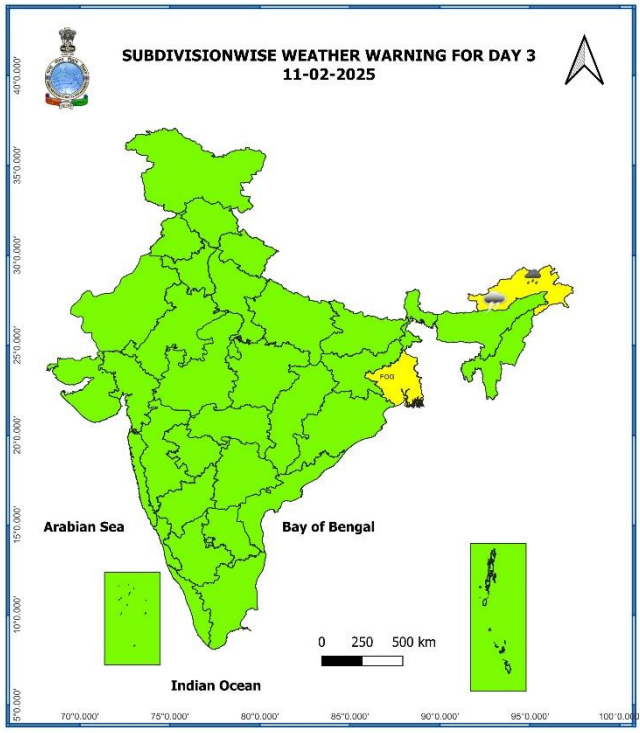 SUBDIVISIONWISE WEATHER WARNING FOR DAY 3
11-02-2025
40°0.000'
35°0.000'
30°0.000'
25°0.000'
20°0.000'
15°0.000'
10°0.000'
5°0.000'
FOG
Arabian Sea
Bay of Bengal
0 250 500 km
Indian Ocean
70°0.000' 75°0.000' 80°0.000' 85°0.000' 90°0.000' 95°0.000' 100°0.000'